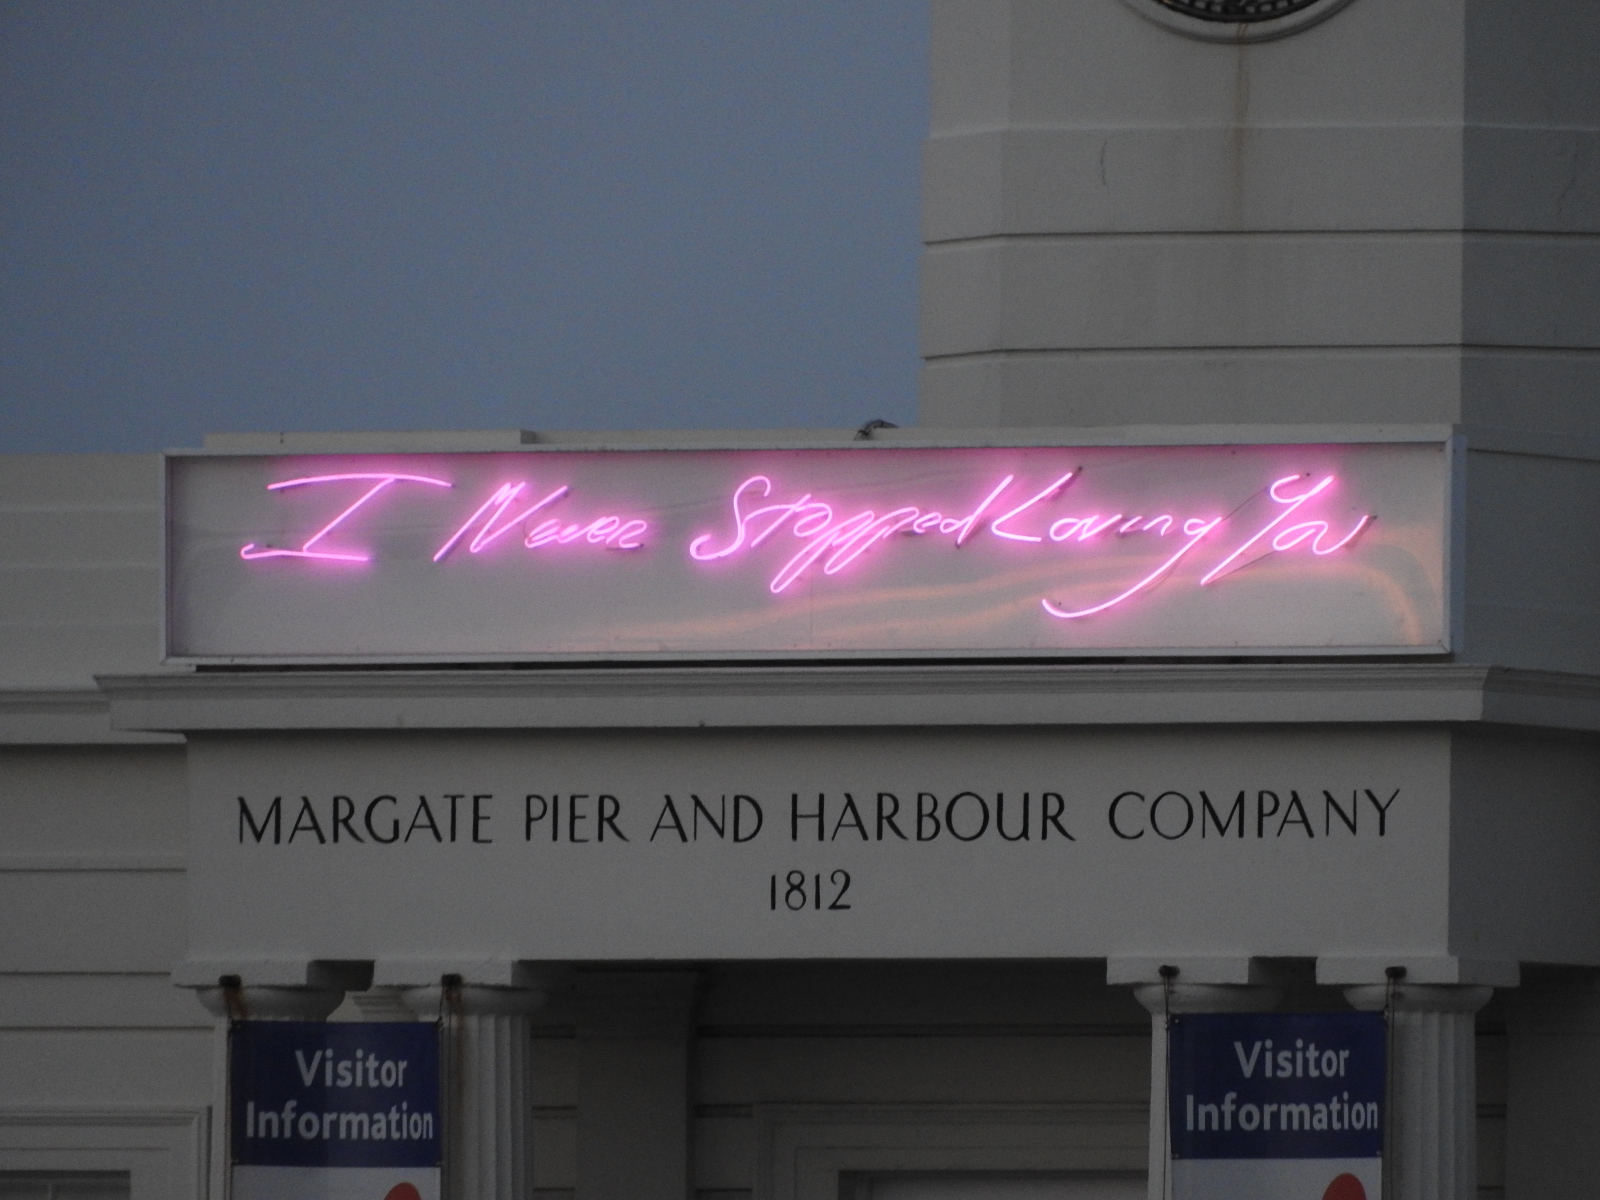 I Never Stopped Loving You
MARGATE PIER AND HARBOUR COMPANY
1812
Visitor
Information
Visitor
Information